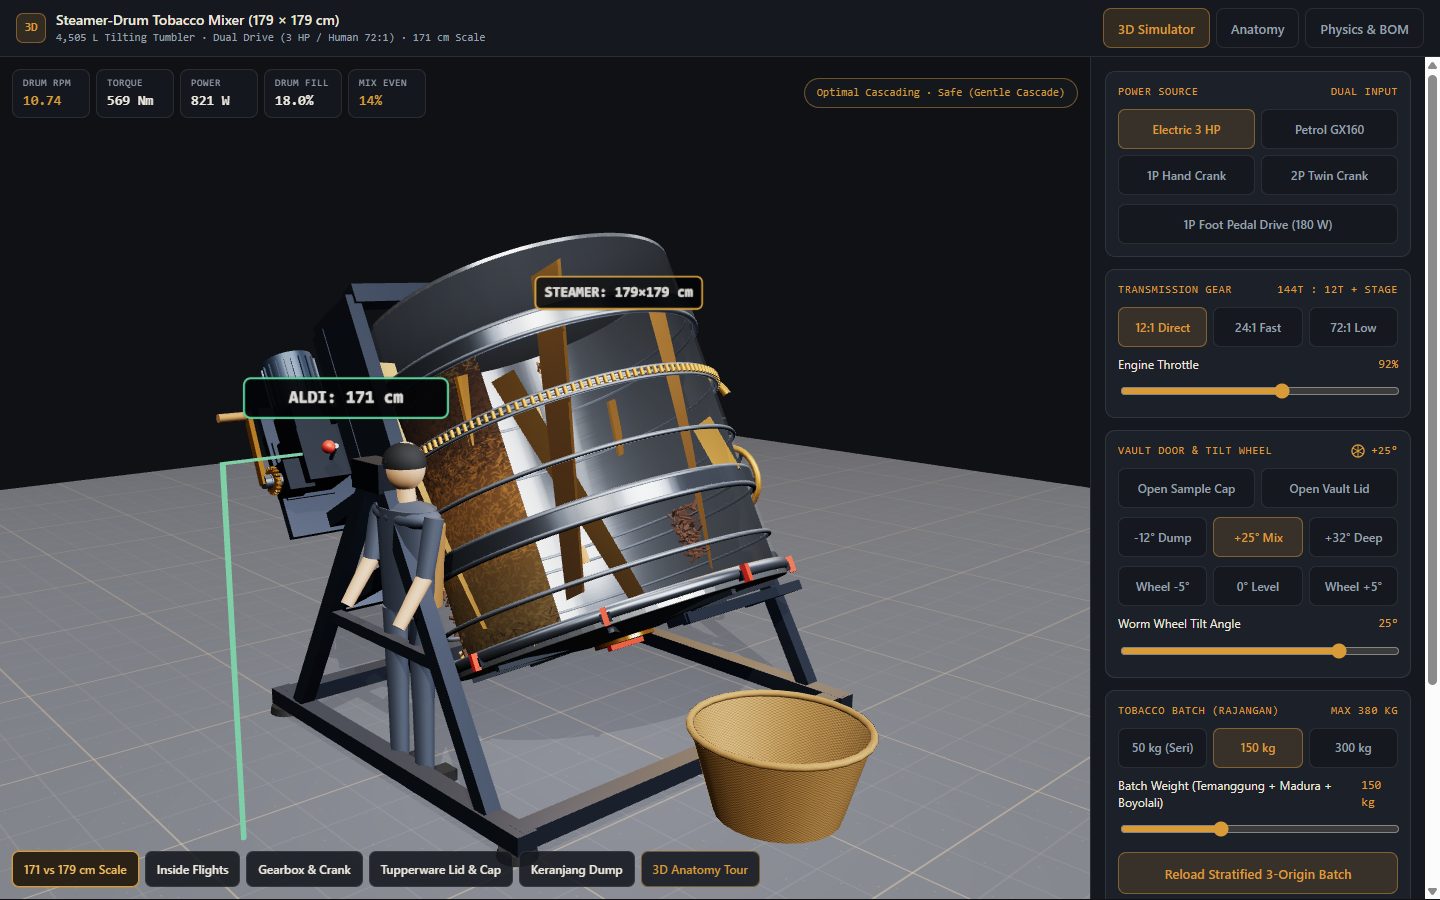 3D
Steamer-Drum Tobacco Mixer (179 × 179 cm)
4,505 L Tilting Tumbler · Dual Drive (3 HP / Human 72:1) · 171 cm Scale
3D Simulator
Anatomy
Physics & BOM
DRUM RPM
10.74
TORQUE
569 Nm
POWER
821 W
DRUM FILL
18.0%
MIX EVEN
14%
Optimal Cascading · Safe (Gentle Cascade)
STEAMER: 179×179 cm
ALDI: 171 cm
171 vs 179 cm Scale
Inside Flights
Gearbox & Crank
Tupperware Lid & Cap
Keranjang Dump
3D Anatomy Tour
POWER SOURCE
DUAL INPUT
Electric 3 HP
Petrol GX160
1P Hand Crank
2P Twin Crank
1P Foot Pedal Drive (180 W)
TRANSMISSION GEAR
144T : 12T + STAGE
12:1 Direct
24:1 Fast
72:1 Low
Engine Throttle
92%
VAULT DOOR & TILT WHEEL
+25°
Open Sample Cap
Open Vault Lid
-12° Dump
+25° Mix
+32° Deep
Wheel -5°
0° Level
Wheel +5°
Worm Wheel Tilt Angle
25°
TOBACCO BATCH (RAJANGAN)
MAX 380 KG
50 kg (Seri)
150 kg
300 kg
Batch Weight (Temanggung + Madura +
Boyolali)
150
kg
Reload Stratified 3-Origin Batch